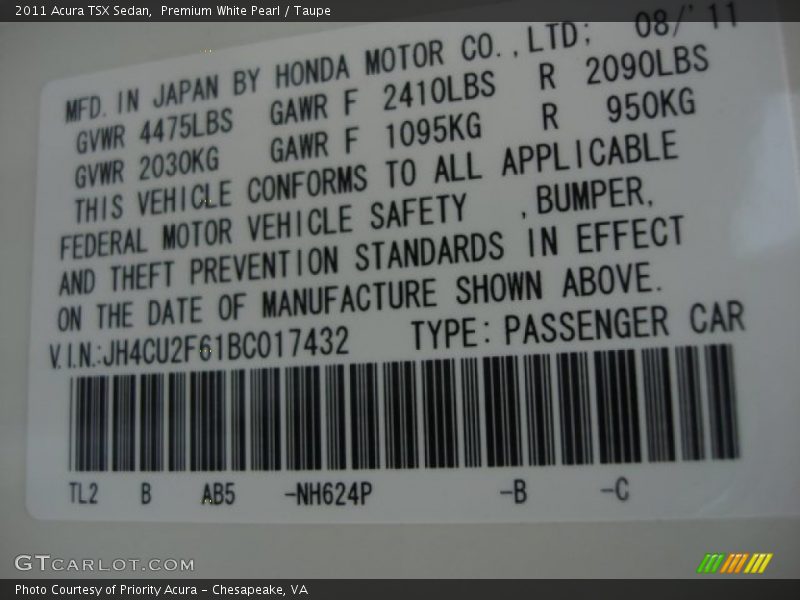 2011 Acura TSX Sedan,  Premium White Pearl / Taupe
08/'11
MFD. IN JAPAN BY HONDA MOTOR CO.,LTD;
GVWR 4475LBS GAWR F 2410LBS R 2090LBS
GVWR 2030KG GAWR F 1095KG R 950KG
THIS VEHICLE CONFORMS TO ALL APPLICABLE
FEDERAL MOTOR VEHICLE SAFETY ,BUMPER,
AND THEFT PREVENTION STANDARDS IN EFFECT
ON THE DATE OF MANUFACTURE SHOWN ABOVE.
V.I.N.:JH4CU2F61BC017432 TYPE: PASSENGER CAR
TL2 B AB5 -NH624P -B -C
GTCARLOT.COM
Photo Courtesy of Priority Acura - Chesapeake, VA